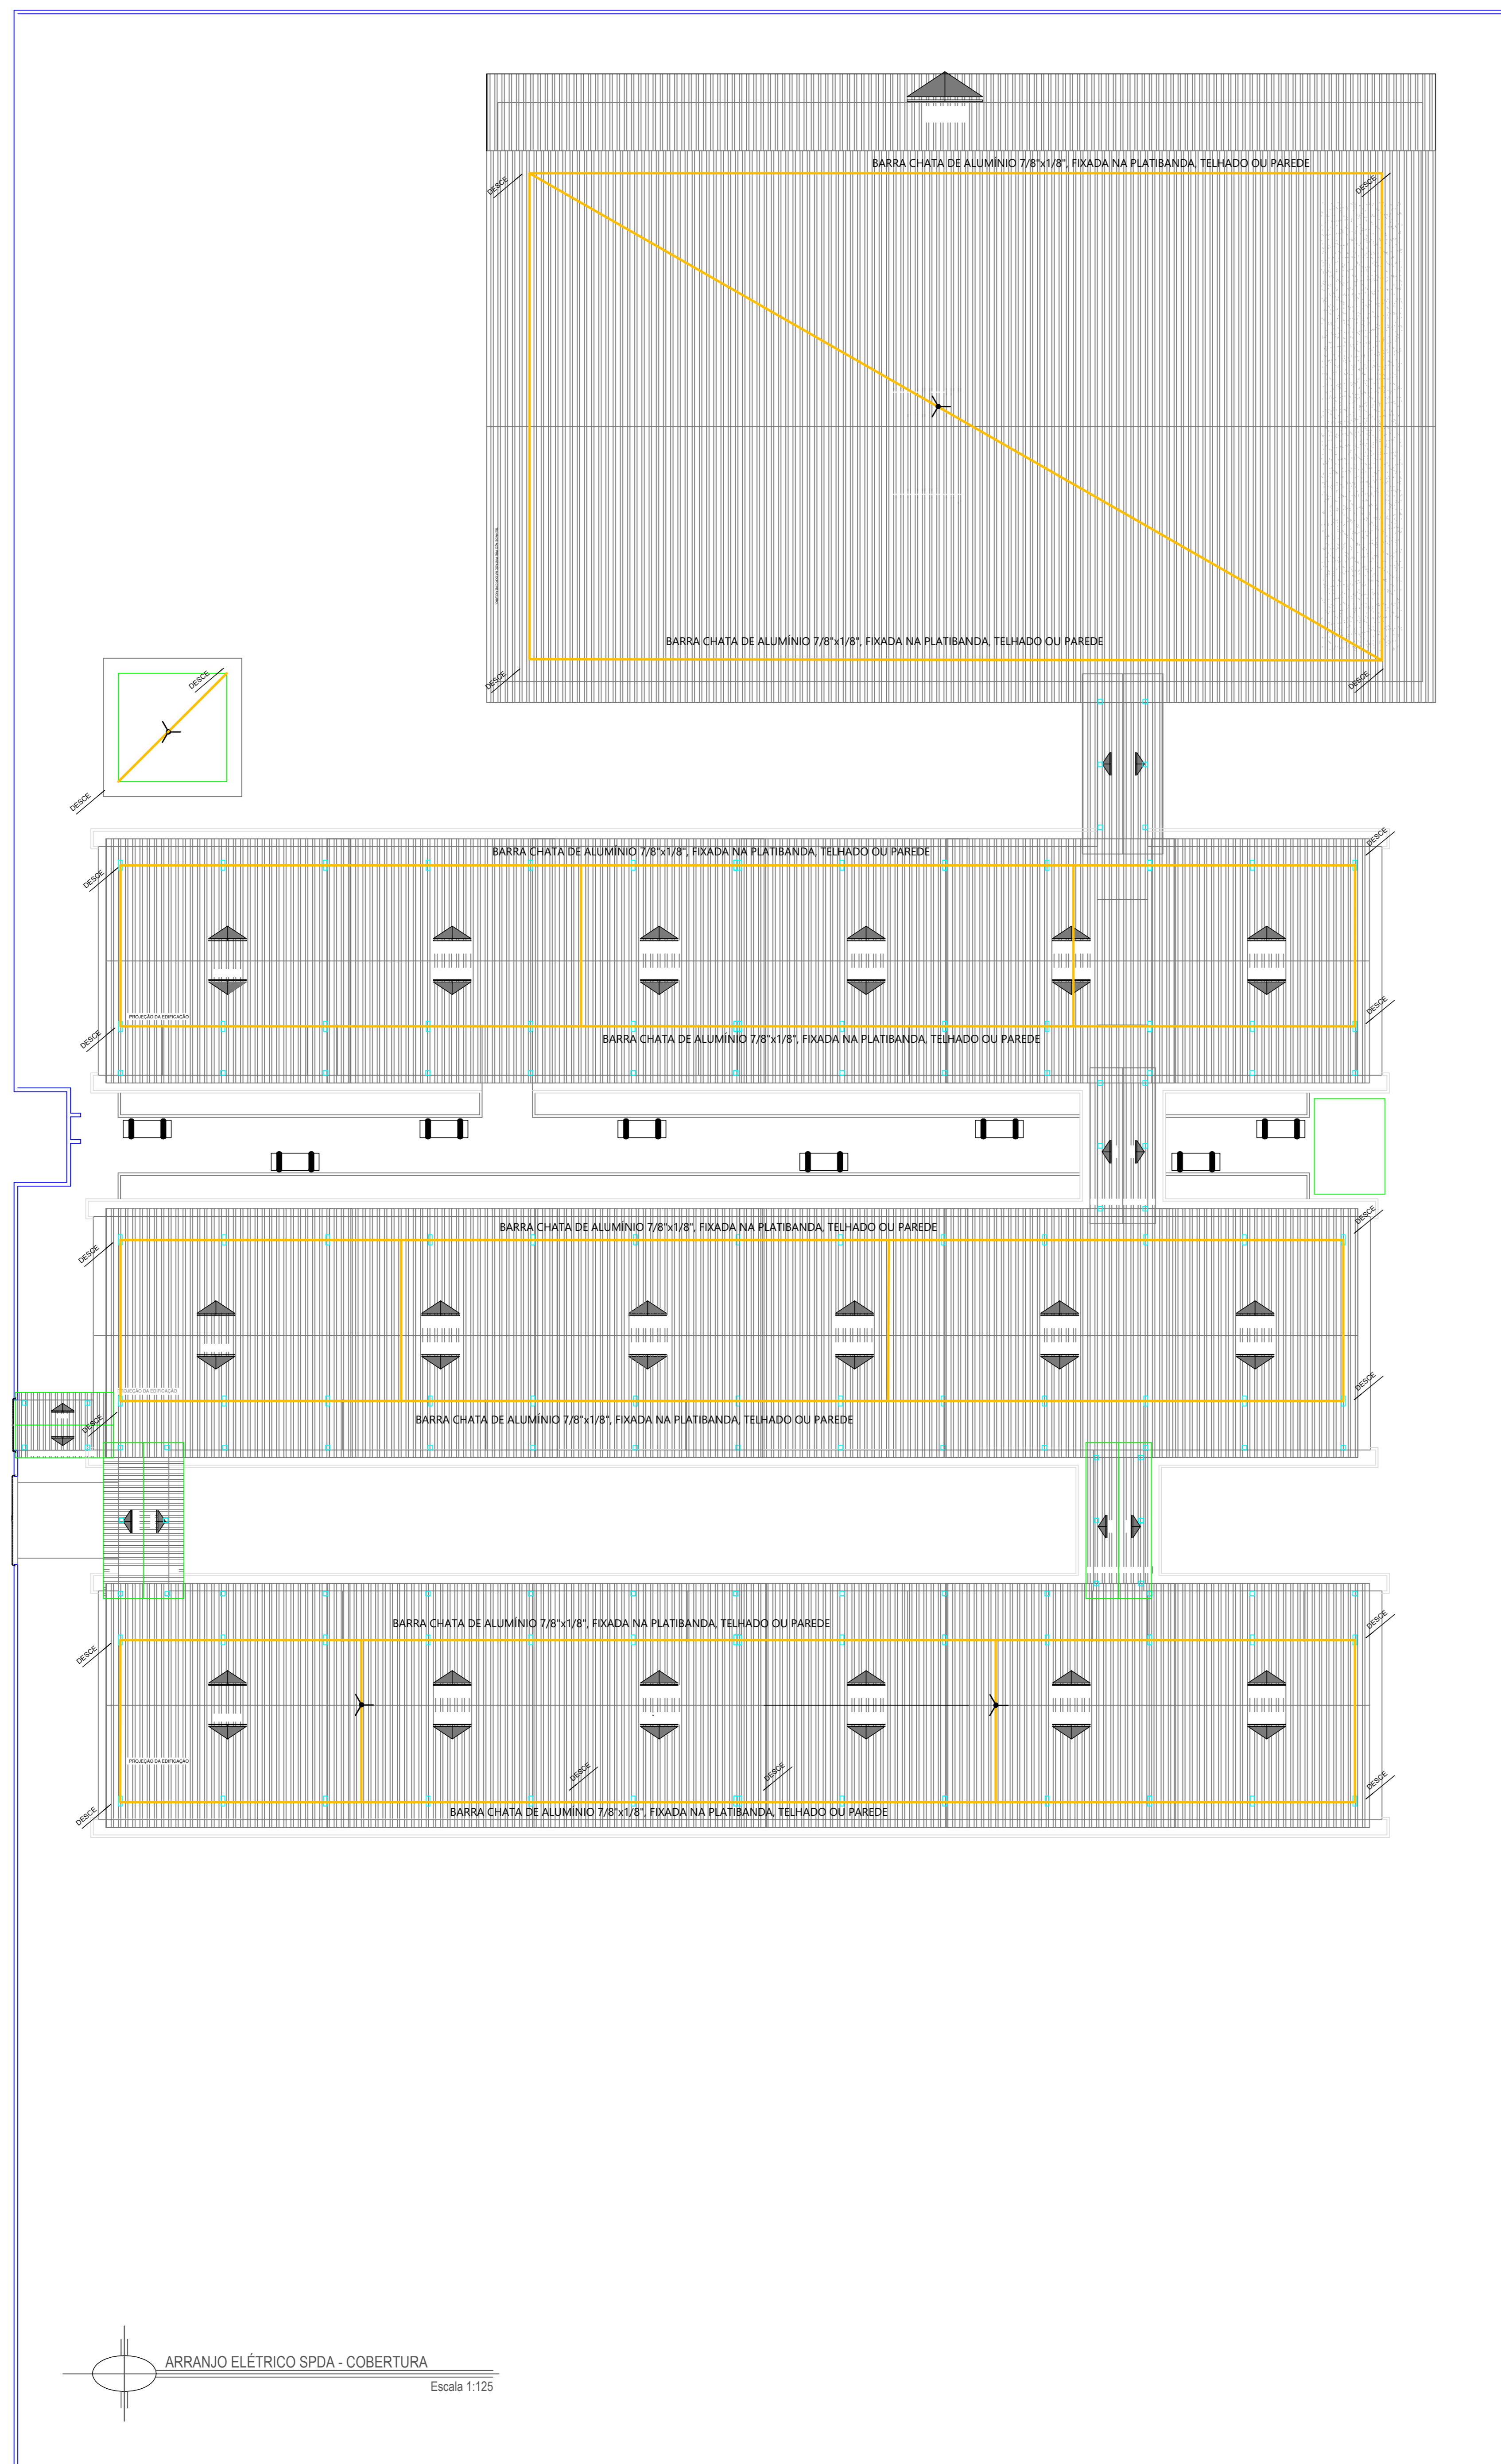 BARRA CHATA DE ALUMÍNIO 7/8"x1/8", FIXADA NA PLATIBANDA, TELHADO OU PAREDE
DESCE
DESCE
BARRA CHATA DE ALUMÍNIO 7/8"x1/8", FIXADA NA PLATIBANDA, TELHADO OU PAREDE
DESCE
DESCE
DESCE
DESCE
DESCE
BARRA CHATA DE ALUMÍNIO 7/8"x1/8", FIXADA NA PLATIBANDA, TELHADO OU PAREDE
DESCE
DESCE
PROJEÇÃO DA EDIFICAÇÃO
DESCE
BARRA CHATA DE ALUMÍNIO 7/8"x1/8", FIXADA NA PLATIBANDA, TELHADO OU PAREDE
DESCE
BARRA CHATA DE ALUMÍNIO 7/8"x1/8", FIXADA NA PLATIBANDA, TELHADO OU PAREDE
DESCE
DESCE
PROJEÇÃO DA EDIFICAÇÃO
DESCE
BARRA CHATA DE ALUMÍNIO 7/8"x1/8", FIXADA NA PLATIBANDA, TELHADO OU PAREDE
DESCE
BARRA CHATA DE ALUMÍNIO 7/8"x1/8", FIXADA NA PLATIBANDA, TELHADO OU PAREDE
DESCE
PROJEÇÃO DA EDIFICAÇÃO
DESCE
DESCE
DESCE
DESCE
BARRA CHATA DE ALUMÍNIO 7/8"x1/8", FIXADA NA PLATIBANDA, TELHADO OU PAREDE
ARRANJO ELÉTRICO SPDA - COBERTURA
Escala 1:125